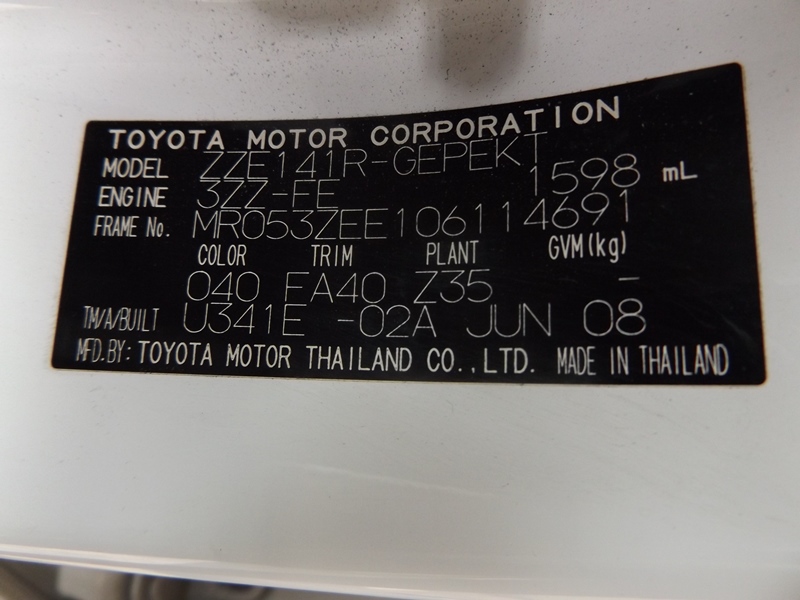 TOYOTA MOTOR CORPORATION
MODEL ZZE141R-GEPEKT
ENGINE 3ZZ-FE 1598 mL
FRAME No. MR053ZEE106114691
COLOR TRIM PLANT GVM(kg)
040 FA40 Z35 -
TM/A/BUILT U341E -02A JUN 08
MFD.BY: TOYOTA MOTOR THAILAND CO.,LTD. MADE IN THAILAND